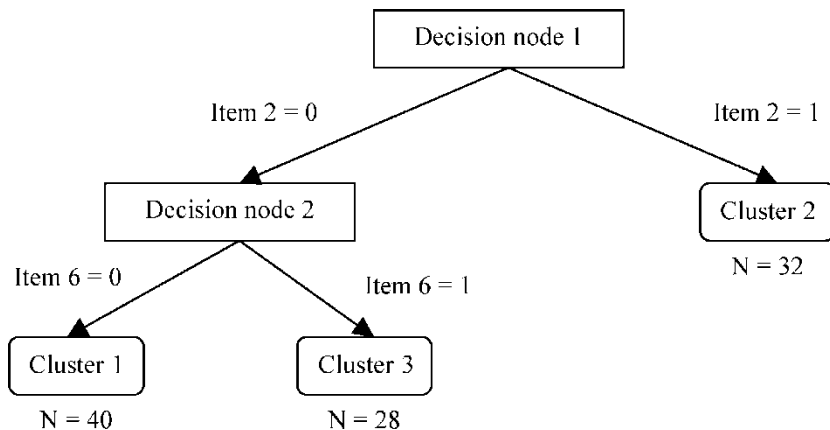 Decision node 1
Item 2 = 0
Item 2 = 1
Decision node 2
Cluster 2
N = 32
Item 6 = 0
Item 6 = 1
Cluster 1
Cluster 3
N = 40
N = 28